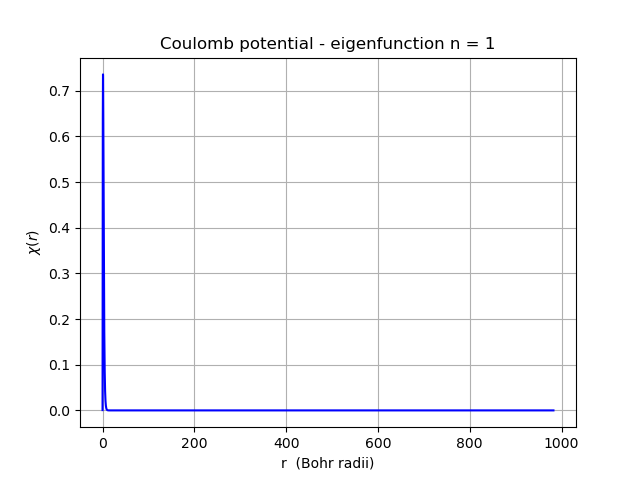 Coulomb potential - eigenfunction n = 1
χ(r)
0.7
0.6
0.5
0.4
0.3
0.2
0.1
0.0
0 200 400 600 800 1000
r (Bohr radii)